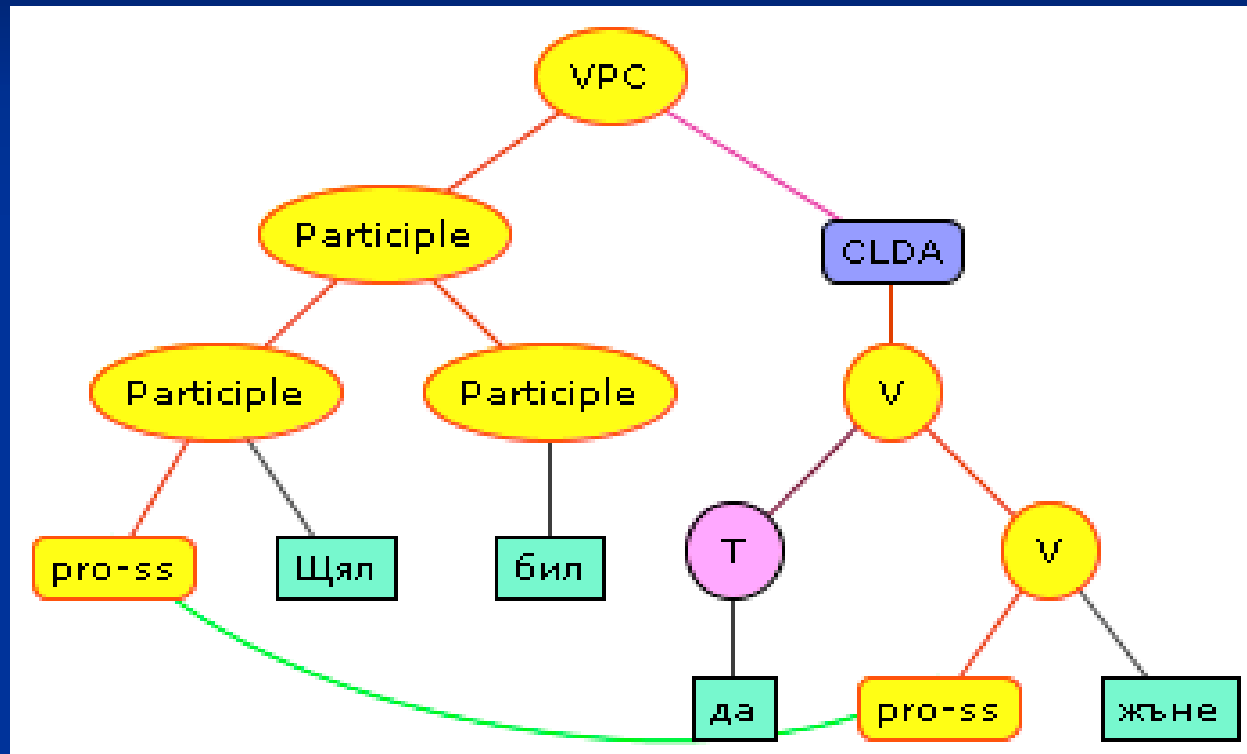 VPC
Participle
CLDA
Participle Participle V
pro-ss Щял бил T V
да pro-ss жъне